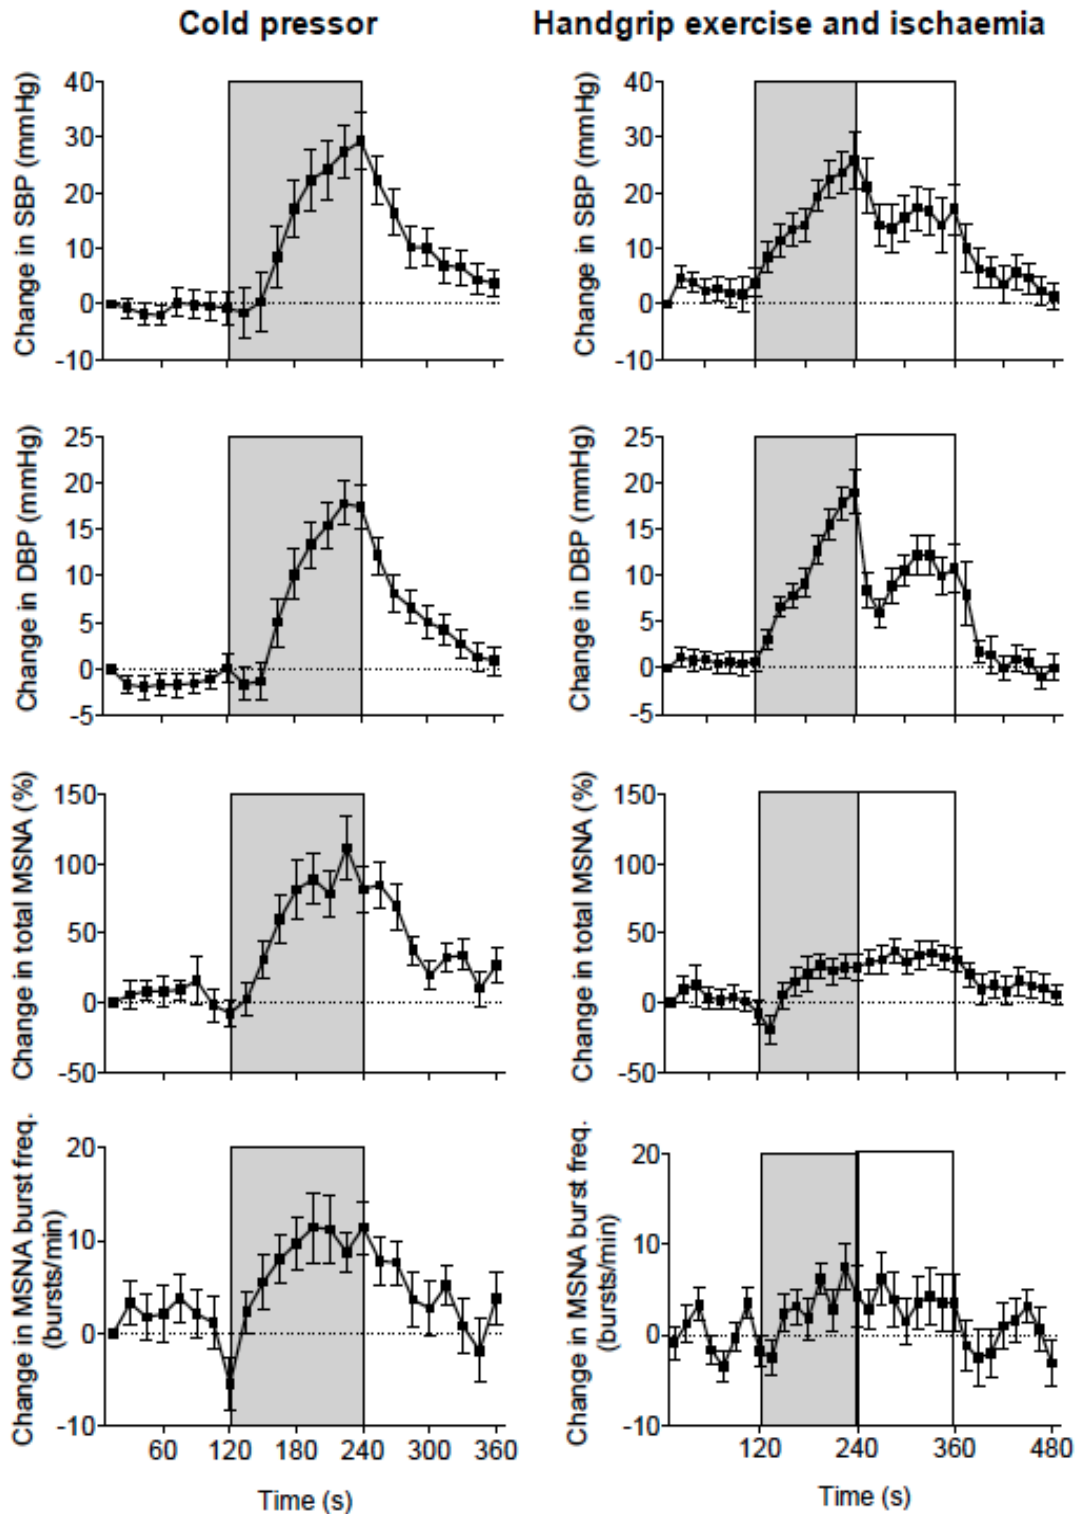 Cold pressor
Handgrip exercise and ischaemia
Change in SBP (mmHg)
40
30
20
10
0
-10
Change in SBP (mmHg)
40
30
20
10
0
-10
Change in DBP (mmHg)
25
20
15
10
5
0
-5
Change in DBP (mmHg)
25
20
15
10
5
0
-5
Change in total MSNA (%)
150
100
50
0
-50
Change in total MSNA (%)
150
100
50
0
-50
Change in MSNA burst freq.
(bursts/min)
20
10
0
-10
60 120 180 240 300 360
Time (s)
Change in MSNA burst freq.
(bursts/min)
20
10
0
-10
120 240 360 480
Time (s)